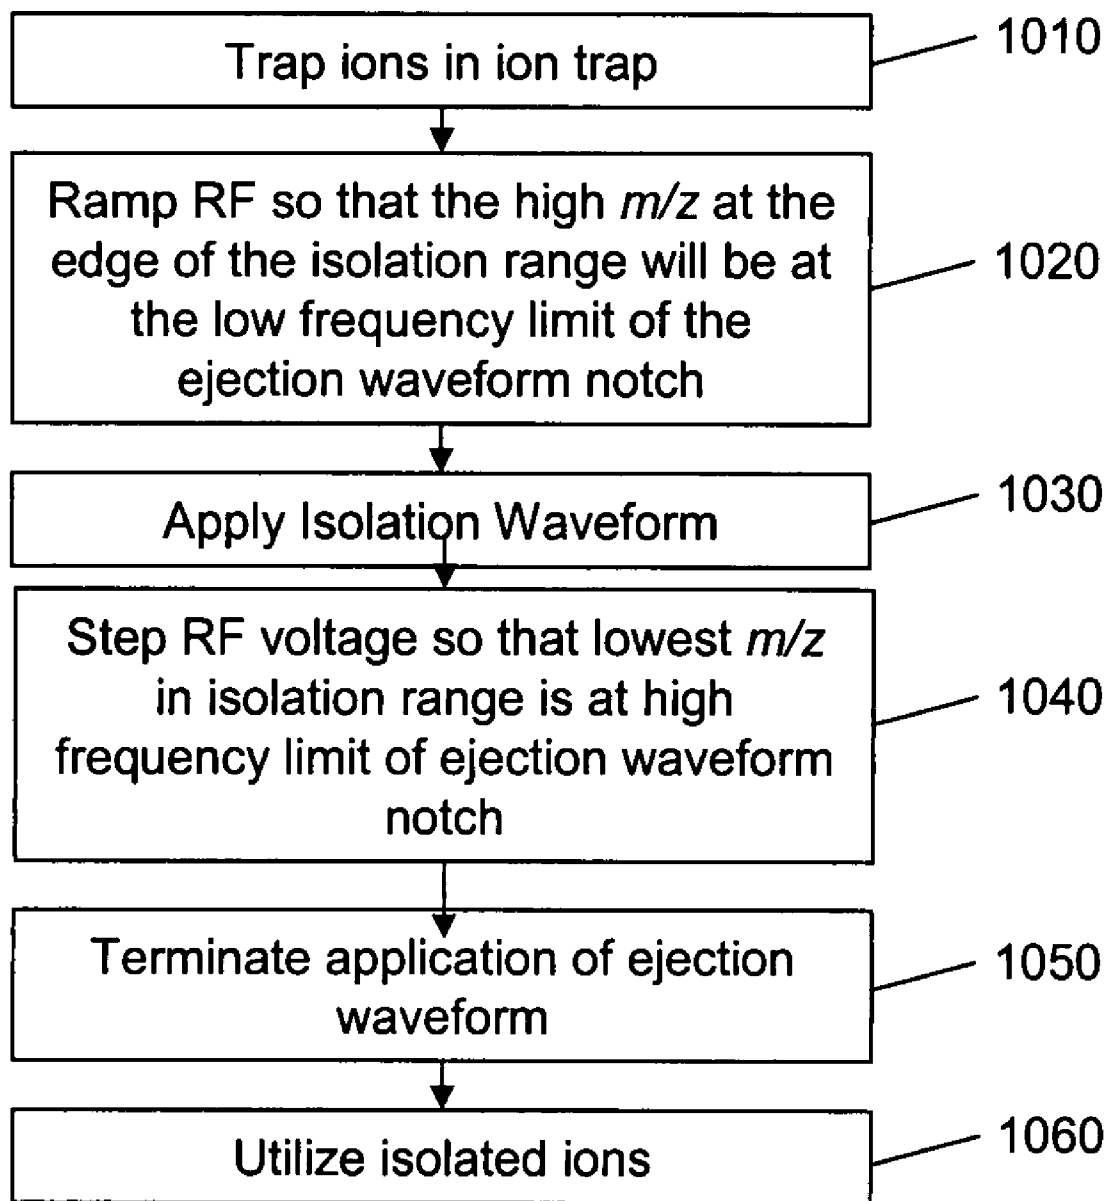 Trap ions in ion trap
1010
Ramp RF so that the high m/z at the
edge of the isolation range will be at
the low frequency limit of the
ejection waveform notch
1020
Apply Isolation Waveform
1030
Step RF voltage so that lowest m/z
in isolation range is at high
frequency limit of ejection waveform
notch
1040
Terminate application of ejection
waveform
1050
Utilize isolated ions
1060